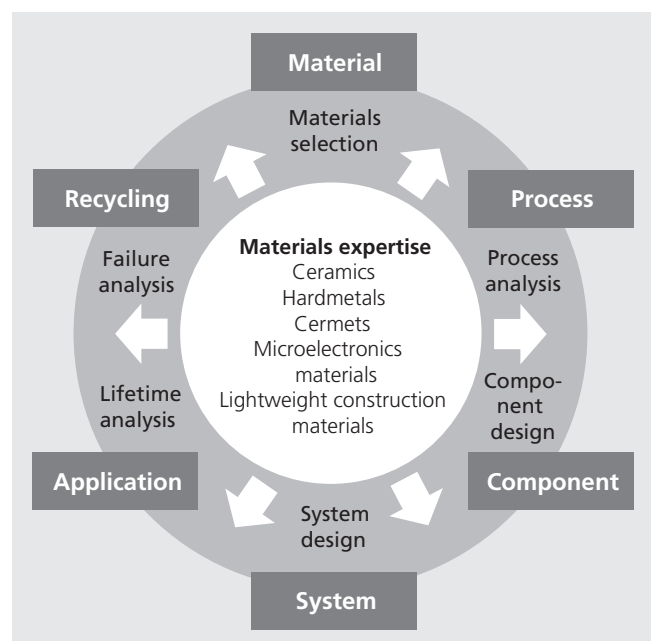 Material
Materials
selection
Recycling
Process
Materials expertise
Ceramics
Hardmetals
Cermets
Microelectronics
materials
Lightweight construction
materials
Failure
analysis
Process
analysis
Lifetime
analysis
Compo-
nent
design
Application
Component
System
design
System